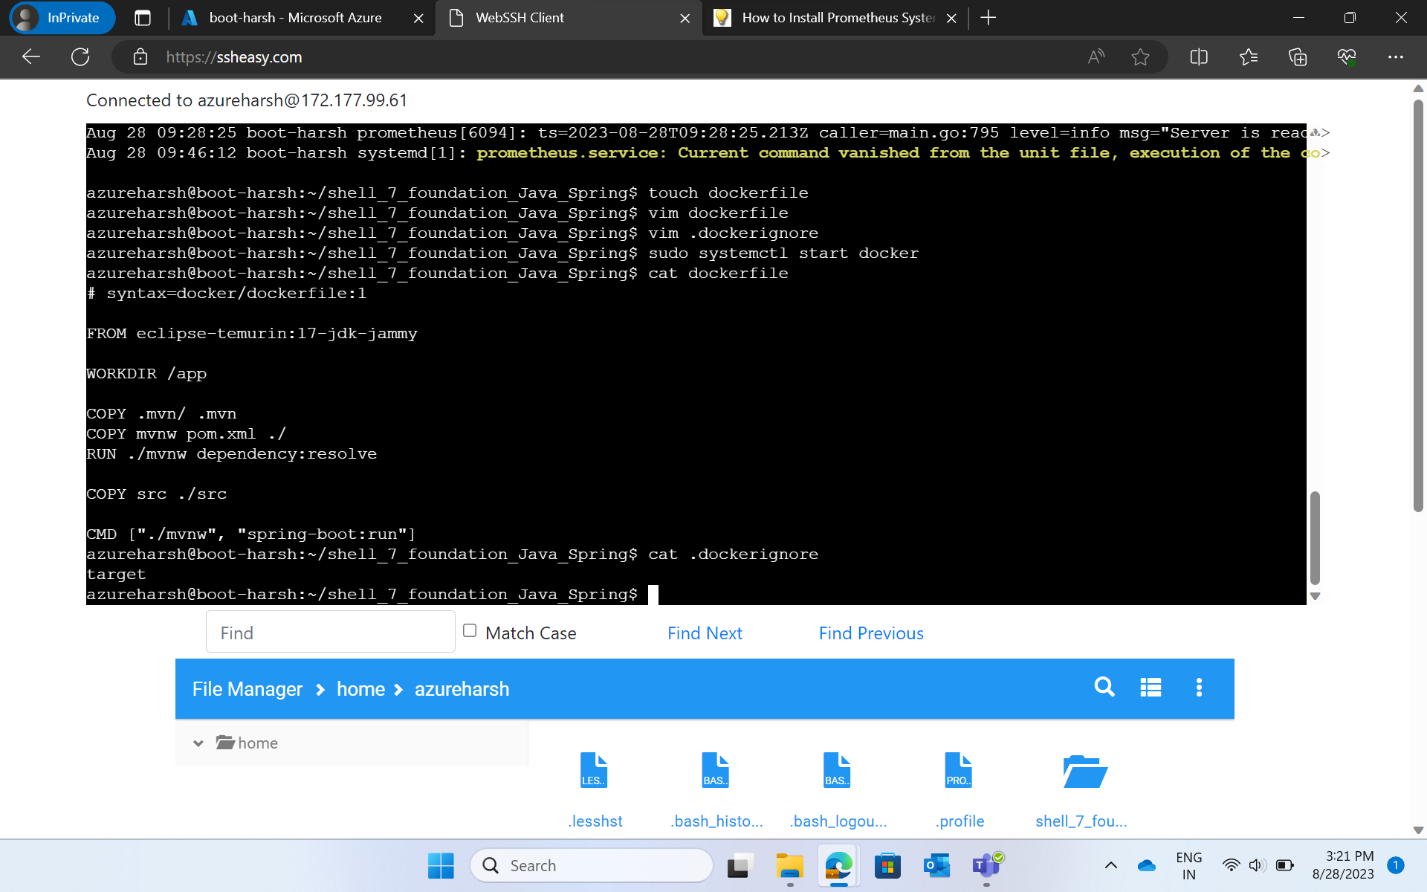 InPrivate
boot-harsh - Microsoft Azure
WebSSH Client
How to Install Prometheus Syste
https://ssheasy.com
Connected to azureharsh@172.177.99.61
Aug 28 09:28:25 boot-harsh prometheus[6094]: ts=2023-08-28T09:28:25.213Z caller=main.go:795 level=info msg="Server is read>
Aug 28 09:46:12 boot-harsh systemd[1]: prometheus.service: Current command vanished from the unit file, execution of the co>
azureharsh@boot-harsh:~/shell_7_foundation_Java_Spring$ touch dockerfile
azureharsh@boot-harsh:~/shell_7_foundation_Java_Spring$ vim dockerfile
azureharsh@boot-harsh:~/shell_7_foundation_Java_Spring$ vim .dockerignore
azureharsh@boot-harsh:~/shell_7_foundation_Java_Spring$ sudo systemctl start docker
azureharsh@boot-harsh:~/shell_7_foundation_Java_Spring$ cat dockerfile
# syntax=docker/dockerfile:1
FROM eclipse-temurin:17-jdk-jammy
WORKDIR /app
COPY .mvn/ .mvn
COPY mvnw pom.xml ./
RUN ./mvnw dependency:resolve
COPY src ./src
CMD ["./mvnw", "spring-boot:run"]
azureharsh@boot-harsh:~/shell_7_foundation_Java_Spring$ cat .dockerignore
target
azureharsh@boot-harsh:~/shell_7_foundation_Java_Spring$
Find
Match Case
Find Next
Find Previous
File Manager > home > azureharsh
home
LES..
BAS..
BAS..
PRO..
.lesshst
.bash_histo...
.bash_logou...
.profile
shell_7_fou...
Search
ENG
IN
3:21 PM
8/28/2023
1